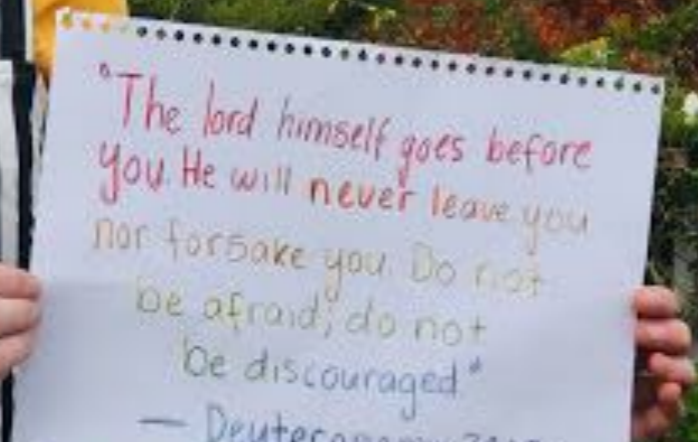 "The lord himself goes before
you. He will never leave you
nor forsake you. Do not
be afraid; do not
be discouraged"
— Deuteronomy